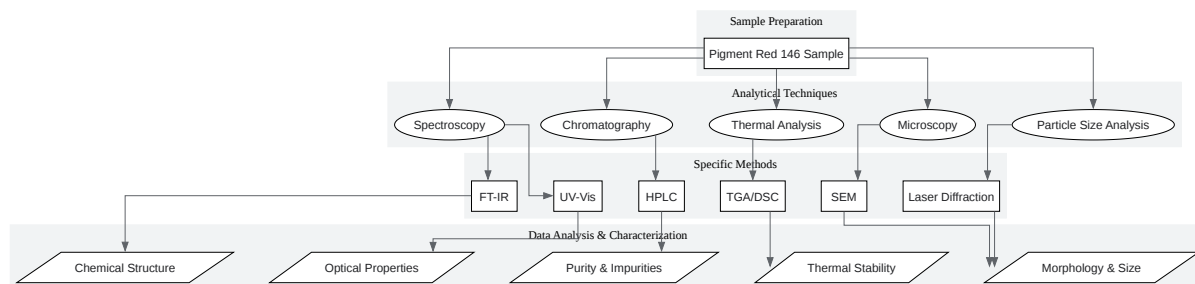 Sample Preparation
Pigment Red 146 Sample
Analytical Techniques
Spectroscopy
Chromatography
Thermal Analysis
Microscopy
Particle Size Analysis
Specific Methods
FT-IR
UV-Vis
HPLC
TGA/DSC
SEM
Laser Diffraction
Data Analysis & Characterization
Chemical Structure
Optical Properties
Purity & Impurities
Thermal Stability
Morphology & Size